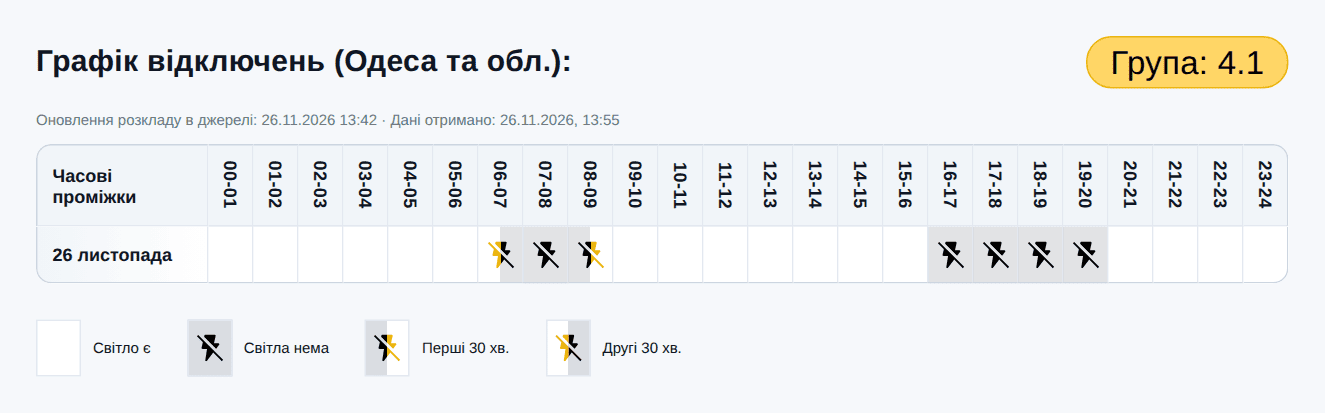 Графік відключень (Одеса та обл.):
Група: 4.1
Оновлення розкладу в джерелі: 26.11.2026 13:42 · Дані отримано: 26.11.2026, 13:55
Часові
проміжки
00-01
01-02
02-03
03-04
04-05
05-06
06-07
07-08
08-09
09-10
10-11
11-12
12-13
13-14
14-15
15-16
16-17
17-18
18-19
19-20
20-21
21-22
22-23
23-24
26 листопада
Світло є
Світла нема
Перші 30 хв.
Другі 30 хв.